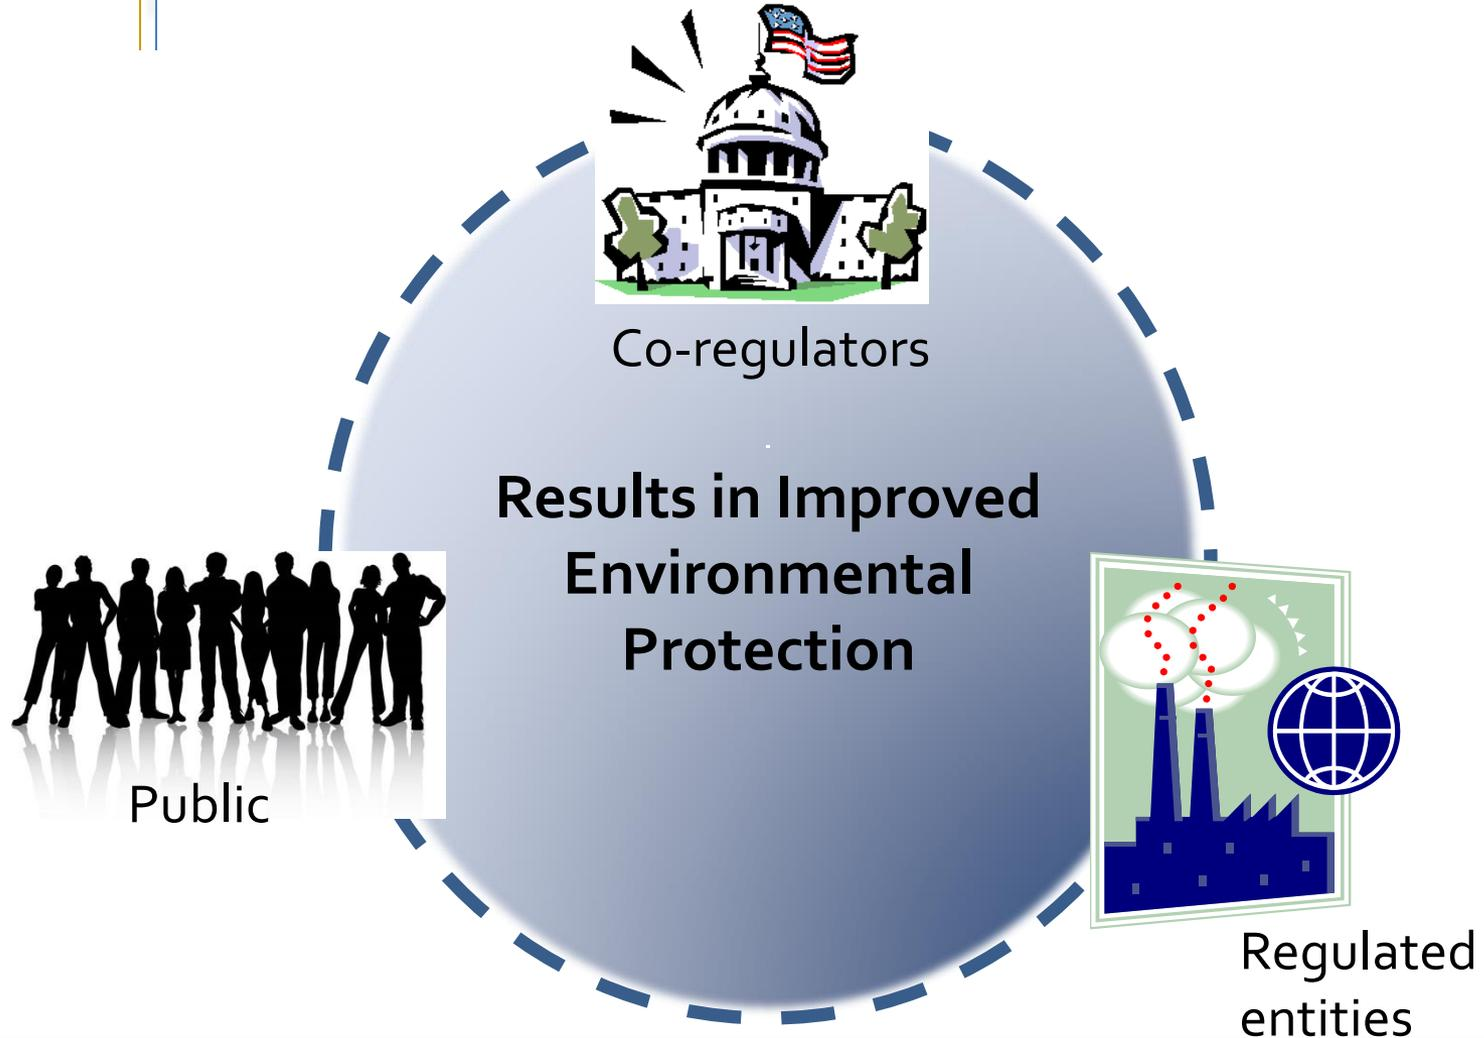 Co-regulators
Results in Improved
Environmental
Protection
Public
Regulated
entities